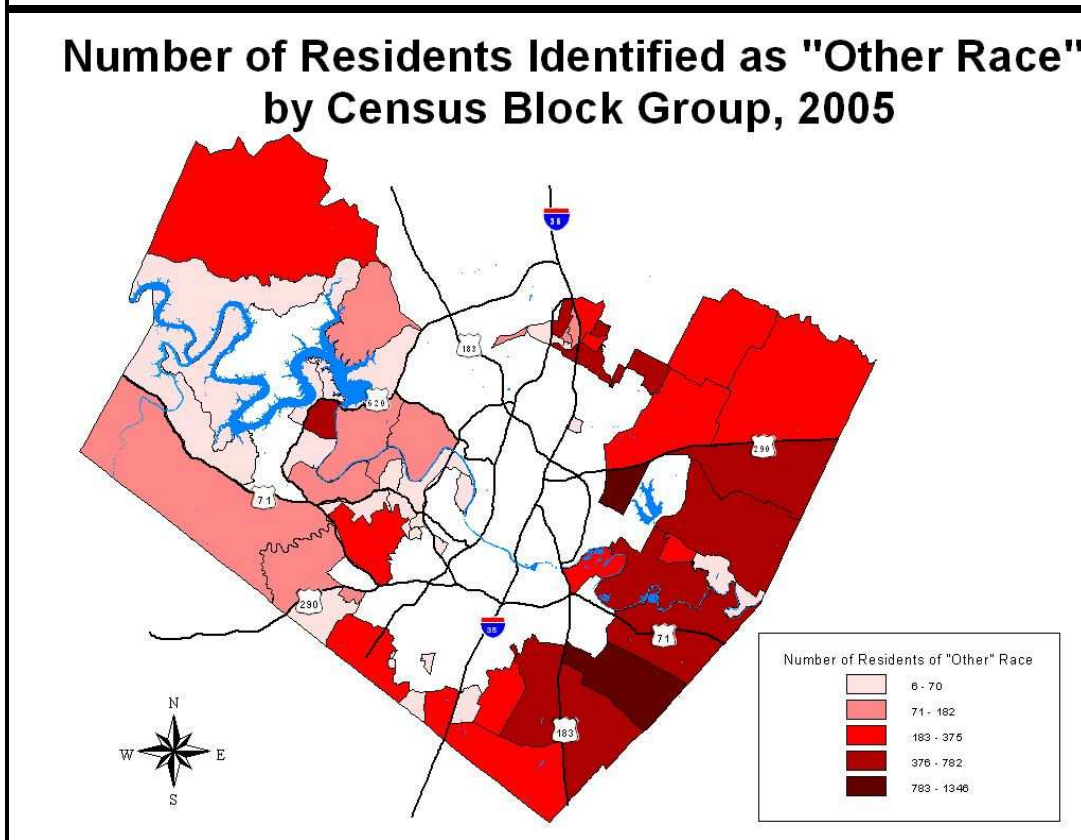 Number of Residents Identified as "Other Race"
by Census Block Group, 2005
35
183
620
290
71
290
35
71
183
N
W E
S
Number of Residents of "Other" Race
6 - 70
71 - 182
183 - 375
376 - 782
783 - 1346